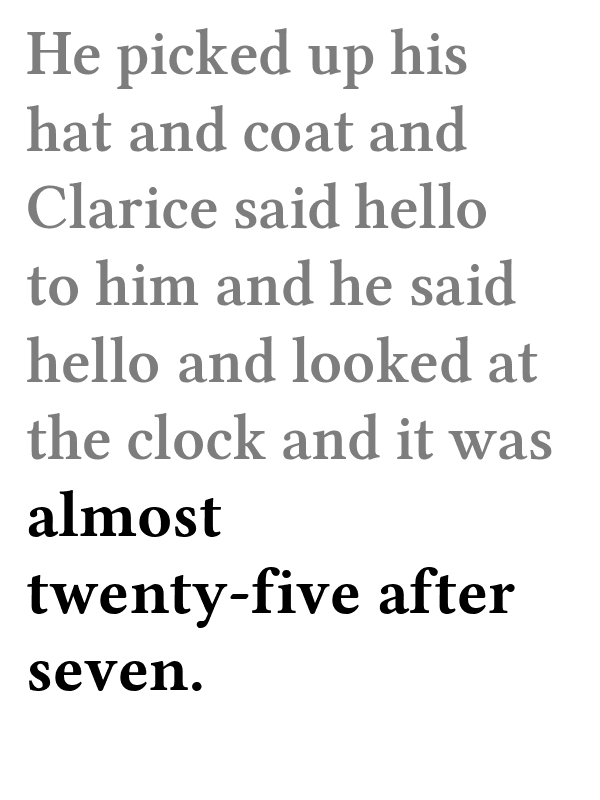 He picked up his
hat and coat and
Clarice said hello
to him and he said
hello and looked at
the clock and it was
almost
twenty-five after
seven.